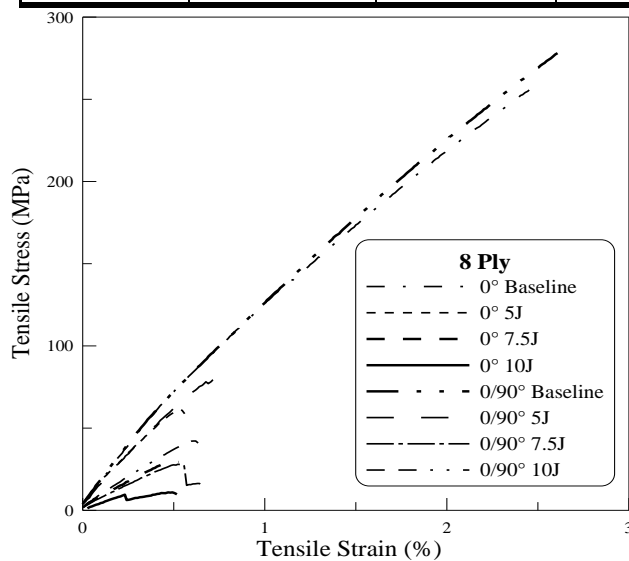 300
200
100
0
0
1
2
3
Tensile Stress (MPa)
Tensile Strain (%)
8 Ply
0° Baseline
0° 5J
0° 7.5J
0° 10J
0/90° Baseline
0/90° 5J
0/90° 7.5J
0/90° 10J